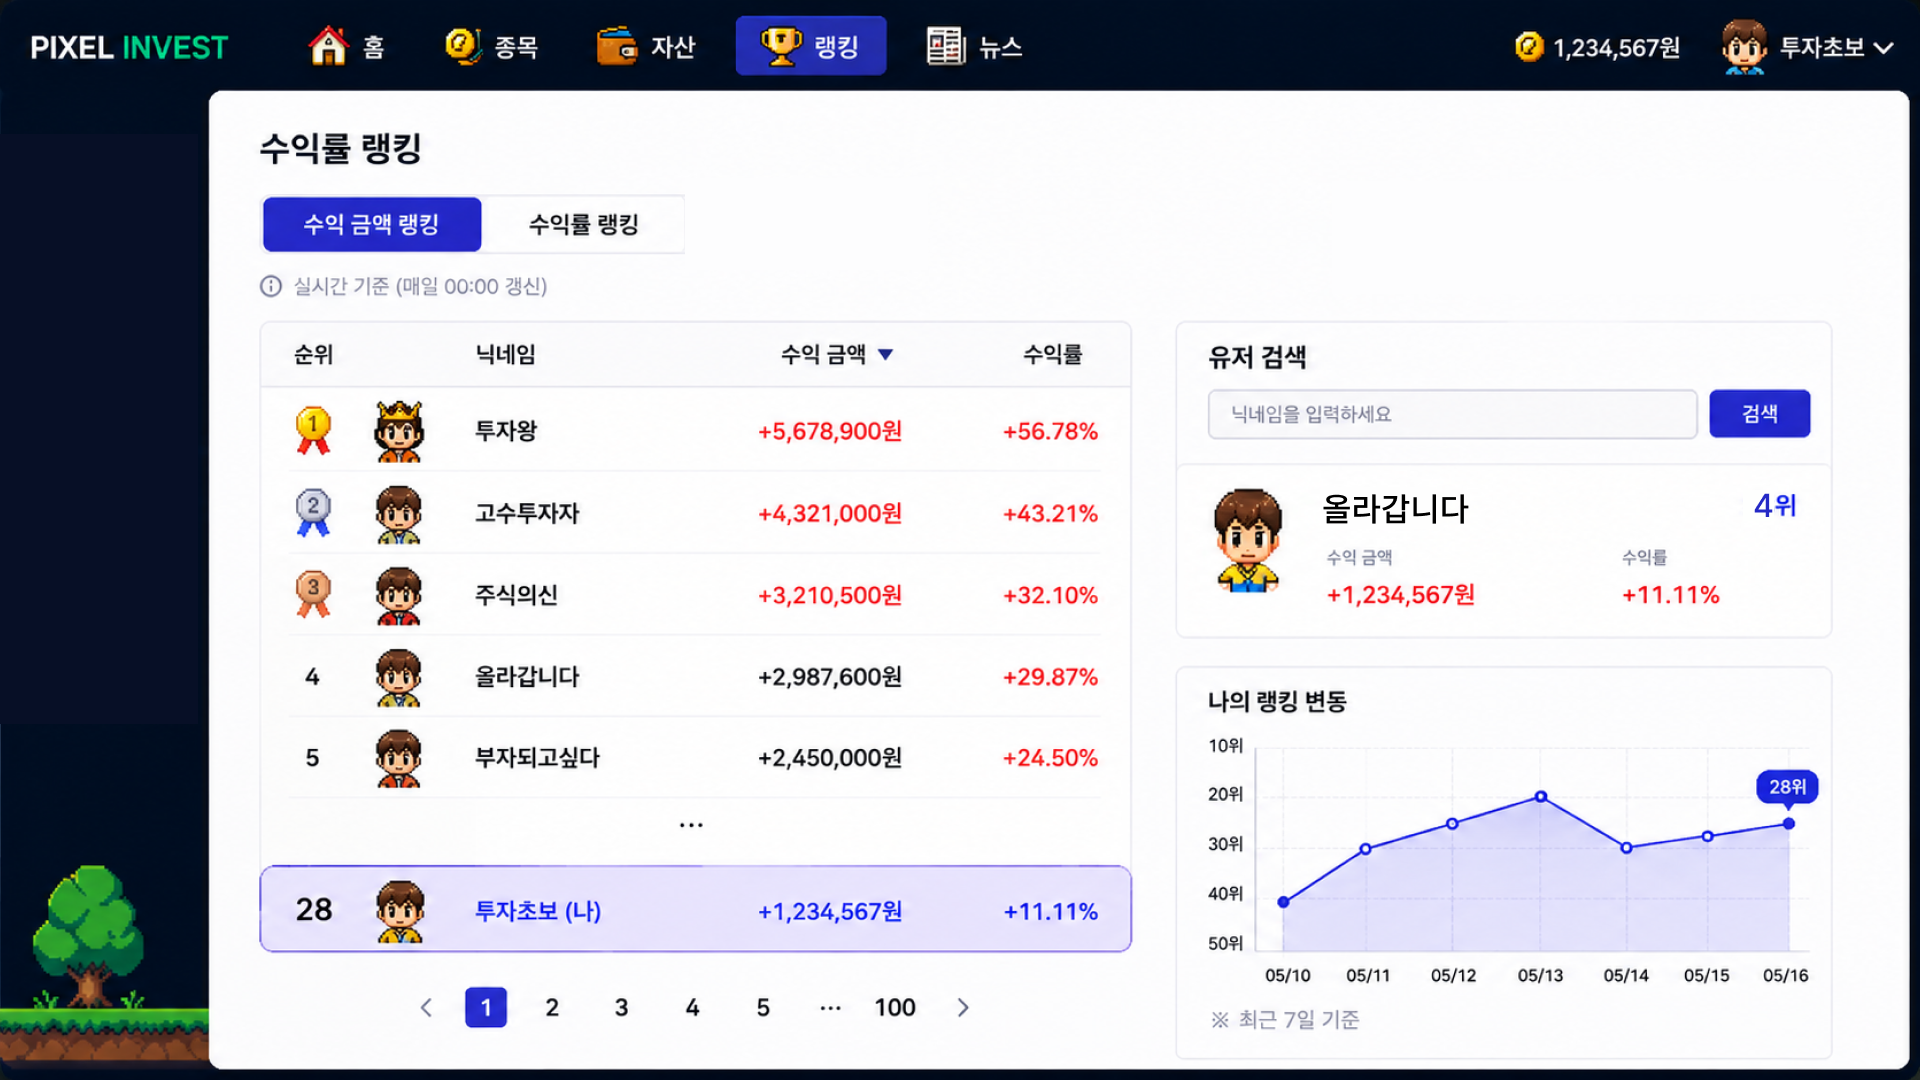 PIXEL INVEST 홈 종목 자산 랭킹 뉴스 1,234,567원 투자초보
수익률 랭킹
수익 금액 랭킹 수익률 랭킹
실시간 기준 (매일 00:00 갱신)
순위 닉네임 수익 금액 ▼ 수익률
1 투자왕 +5,678,900원 +56.78%
2 고수투자자 +4,321,000원 +43.21%
3 주식의신 +3,210,500원 +32.10%
4 올라갑니다 +2,987,600원 +29.87%
5 부자되고싶다 +2,450,000원 +24.50%
...
28 투자초보 (나) +1,234,567원 +11.11%
< 1 2 3 4 5 ... 100 >
유저 검색
닉네임을 입력하세요 검색
올라갑니다 4위
수익 금액 수익률
+1,234,567원 +11.11%
나의 랭킹 변동
10위
20위
30위
40위
50위
28위
05/10 05/11 05/12 05/13 05/14 05/15 05/16
※ 최근 7일 기준